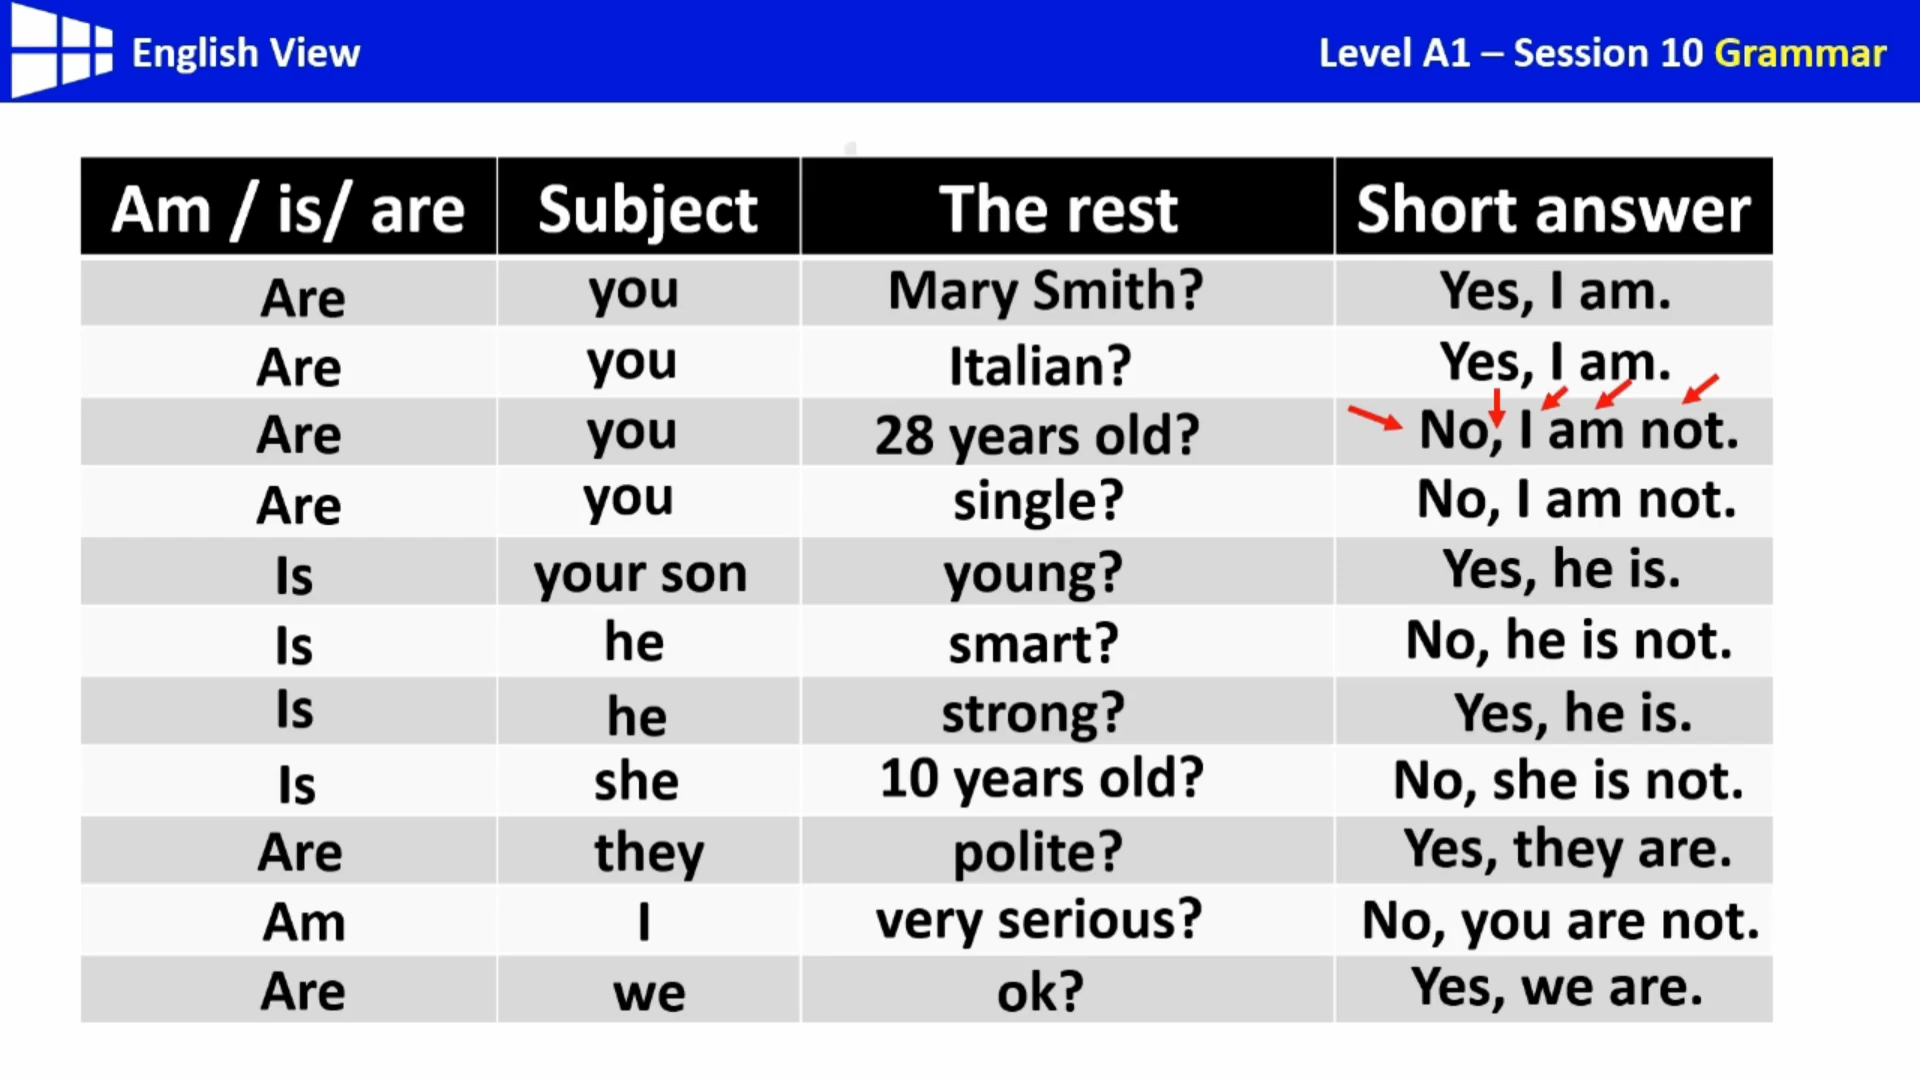 English View
Level A1 – Session 10 Grammar
Am / is/ are Subject The rest Short answer
Are you Mary Smith? Yes, I am.
Are you Italian? Yes, I am.
Are you 28 years old? No, I am not.
Are you single? No, I am not.
Is your son young? Yes, he is.
Is he smart? No, he is not.
Is he strong? Yes, he is.
Is she 10 years old? No, she is not.
Are they polite? Yes, they are.
Am I very serious? No, you are not.
Are we ok? Yes, we are.